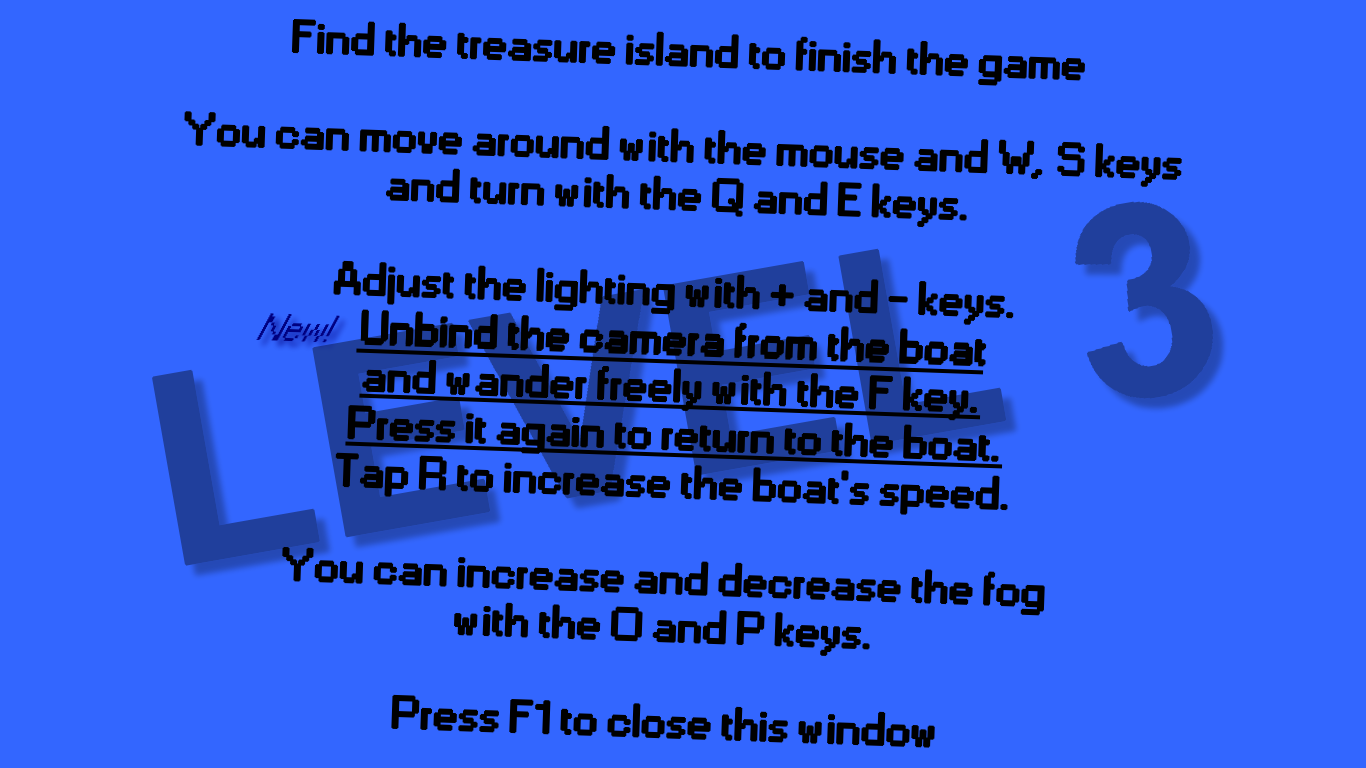 Find the treasure island to finish the game
You can move around with the mouse and W, S keys
and turn with the Q and E keys.
Adjust the lighting with + and - keys.
New! Unbind the camera from the boat
and wander freely with the F key.
Press it again to return to the boat.
Tap R to increase the boat's speed.
You can increase and decrease the fog
with the O and P keys.
Press F1 to close this window
LEVEL 3